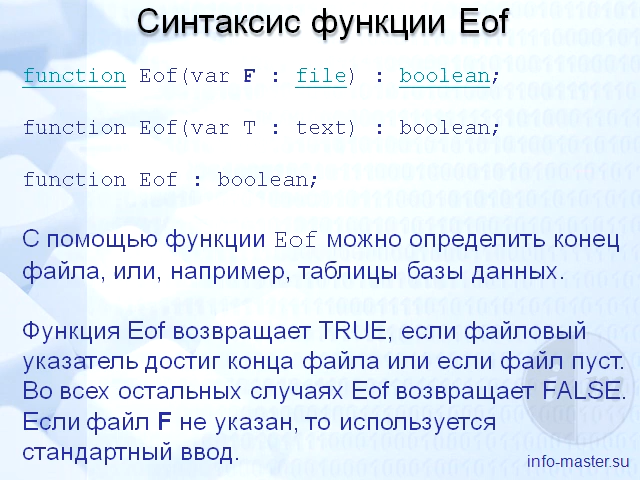 Синтаксис функции Eof
function Eof(var F : file) : boolean;
function Eof(var T : text) : boolean;
function Eof : boolean;
С помощью функции Eof можно определить конец
файла, или, например, таблицы базы данных.
Функция Eof возвращает TRUE, если файловый
указатель достиг конца файла или если файл пуст.
Во всех остальных случаях Eof возвращает FALSE.
Если файл F не указан, то используется
стандартный ввод.
info-master.su